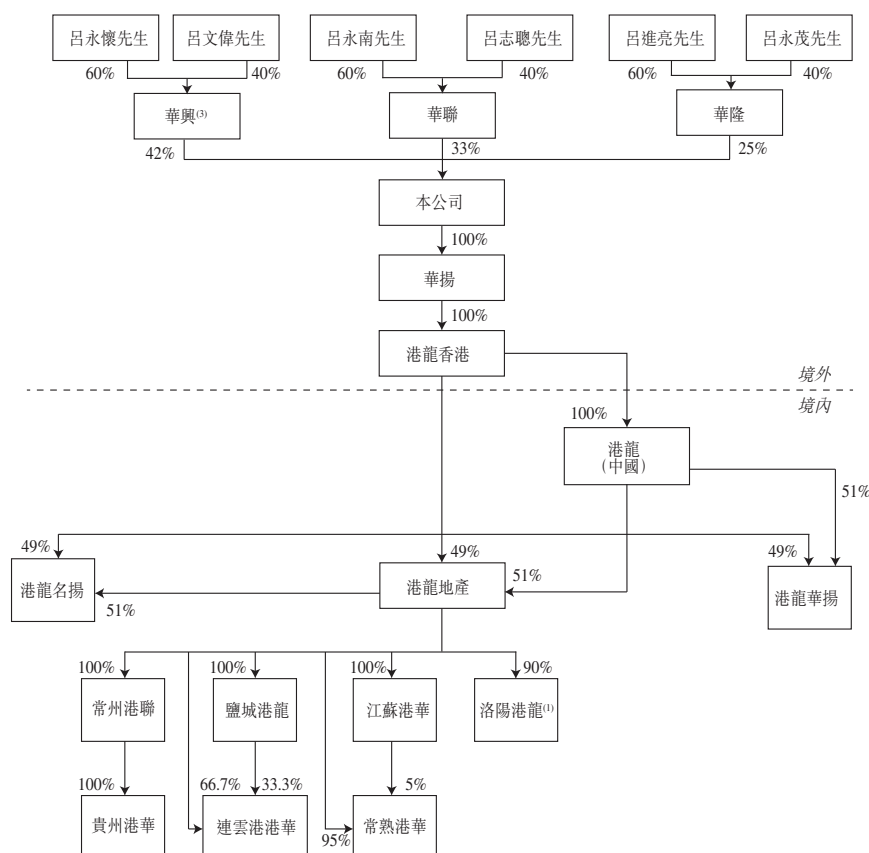 呂永懷先生 呂文偉先生 呂永南先生 呂志聰先生 呂進亮先生 呂永茂先生
60% 40% 60% 40% 60% 40%
華興(3) 華聯 華隆
42% 33% 25%
本公司
100%
華揚
100%
港龍香港
境外
境內
100%
港龍
(中國)
51%
49% 49% 49%
51%
港龍名揚 港龍地產 港龍華揚
51%
100% 100% 100% 90%
常州港聯 鹽城港龍 江蘇港華 洛陽港龍(1)
100% 66.7% 33.3% 5%
貴州港華 連雲港港華 常熟港華
95%